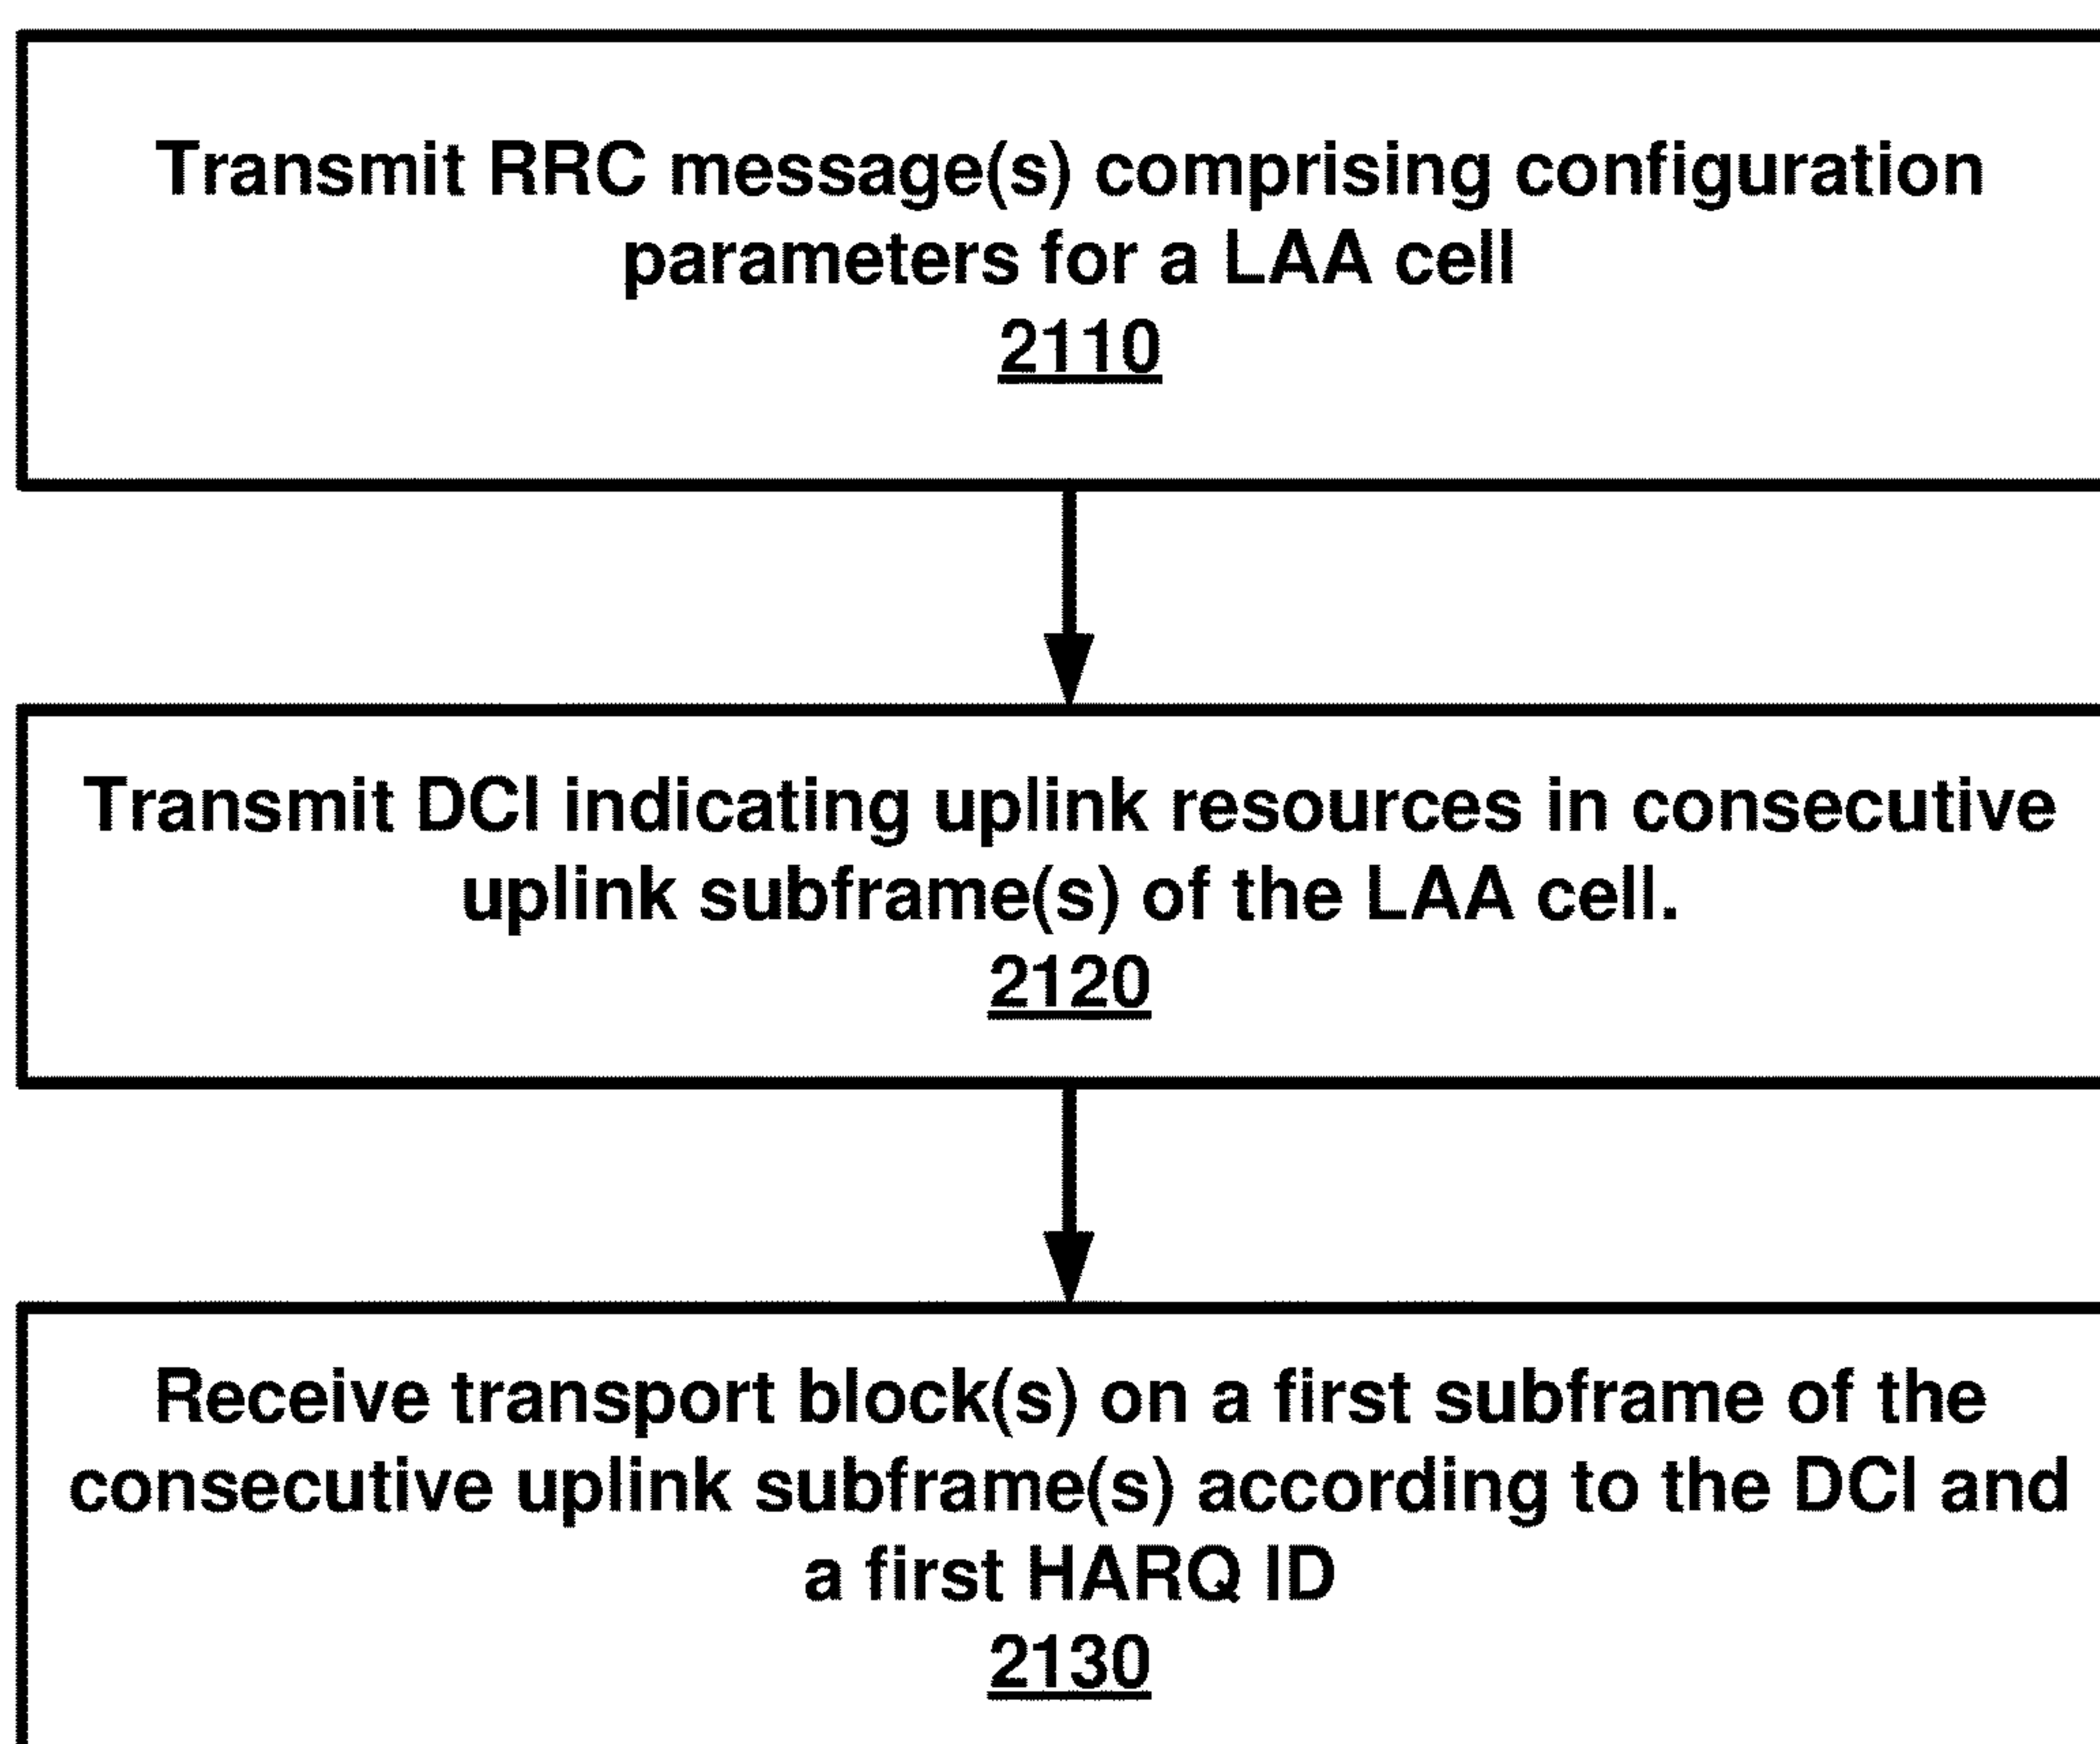 Transmit RRC message(s) comprising configuration
parameters for a LAA cell
2110
Transmit DCI indicating uplink resources in consecutive
uplink subframe(s) of the LAA cell.
2120
Receive transport block(s) on a first subframe of the
consecutive uplink subframe(s) according to the DCI and
a first HARQ ID
2130